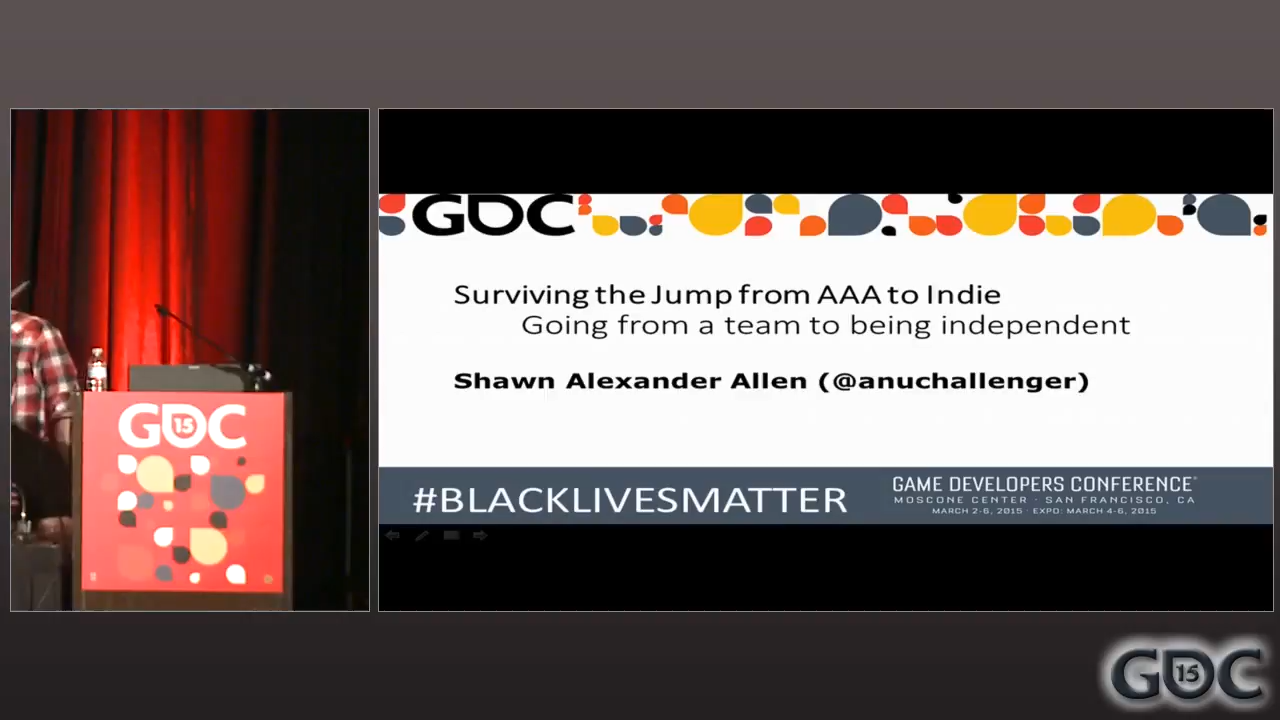 GDC
15
GDC
Surviving the Jump from AAA to Indie
Going from a team to being independent
Shawn Alexander Allen (@anuchallenger)
#BLACKLIVESMATTER
GAME DEVELOPERS CONFERENCE®
MOSCONE CENTER · SAN FRANCISCO, CA
MARCH 2-6, 2015 · EXPO: MARCH 4-6, 2015
GDC
15